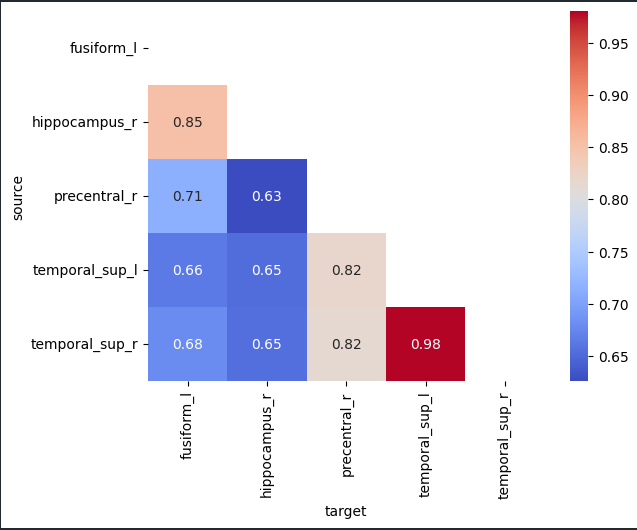 fusiform_l
hippocampus_r 0.85
precentral_r 0.71 0.63
temporal_sup_l 0.66 0.65 0.82
temporal_sup_r 0.68 0.65 0.82 0.98
source
fusiform_l
hippocampus_r
precentral_r
temporal_sup_l
temporal_sup_r
target
0.95
0.90
0.85
0.80
0.75
0.70
0.65